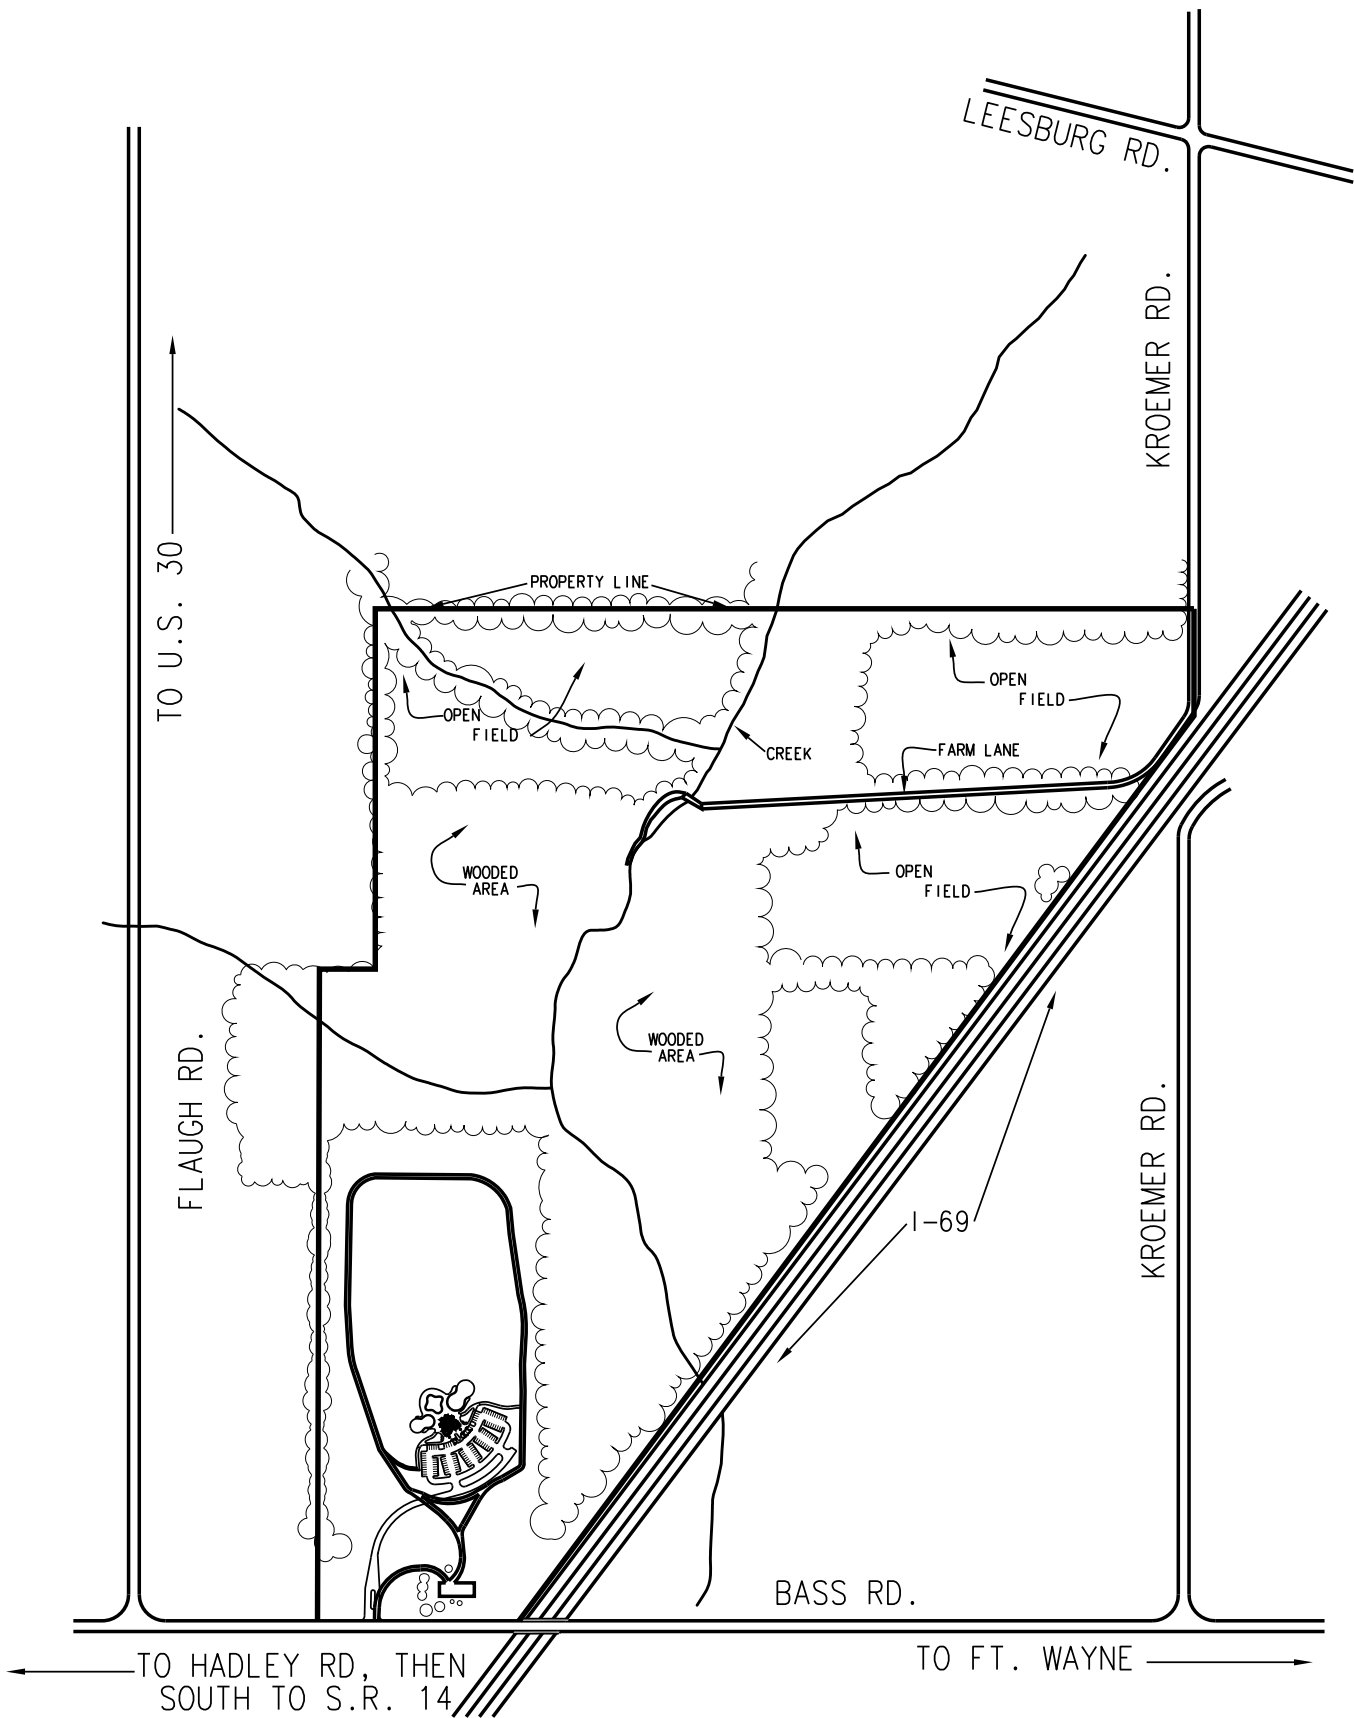 LEESBURG RD.
KROEMER RD.
TO U.S. 30
PROPERTY LINE
OPEN
FIELD
OPEN
FIELD
CREEK
FARM LANE
WOODED
AREA
OPEN
FIELD
WOODED
AREA
FLAUGH RD.
KROEMER RD.
I-69
BASS RD.
TO HADLEY RD, THEN
SOUTH TO S.R. 14
TO FT. WAYNE